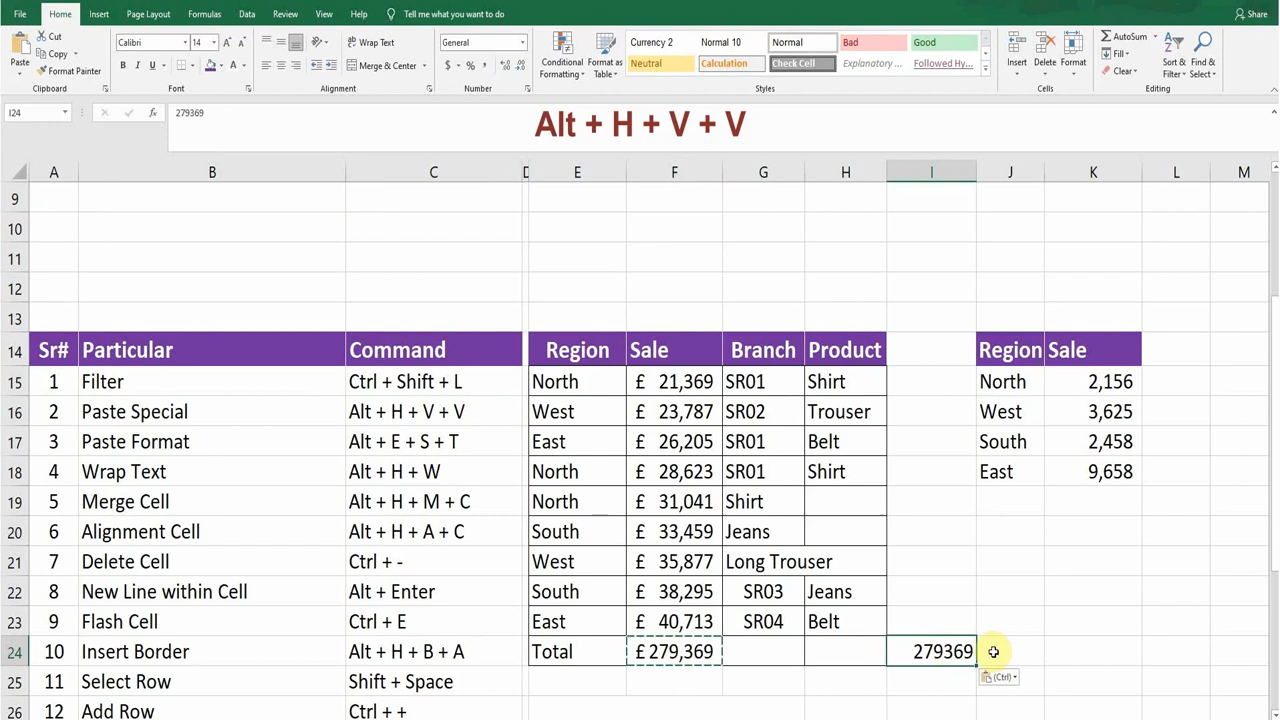 File Home Insert Page Layout Formulas Data Review View Help Tell me what you want to do Share
Paste Cut Copy Format Painter Clipboard
Calibri 14 B I U A Font
Wrap Text Merge & Center Alignment
General $ % , Number
Conditional Formatting Format as Table
Currency 2 Normal 10 Normal Bad Good
Neutral Calculation Check Cell Explanatory ... Followed Hy...
Styles
Insert Delete Format Cells
AutoSum Fill Clear Sort & Filter Find & Select Editing
I24 fx 279369
Alt + H + V + V
A B C D E F G H I J K L M
9
10
11
12
13
14 Sr# Particular Command Region Sale Branch Product Region Sale
15 1 Filter Ctrl + Shift + L North £ 21,369 SR01 Shirt North 2,156
16 2 Paste Special Alt + H + V + V West £ 23,787 SR02 Trouser West 3,625
17 3 Paste Format Alt + E + S + T East £ 26,205 SR01 Belt South 2,458
18 4 Wrap Text Alt + H + W North £ 28,623 SR01 Shirt East 9,658
19 5 Merge Cell Alt + H + M + C North £ 31,041 Shirt
20 6 Alignment Cell Alt + H + A + C South £ 33,459 Jeans
21 7 Delete Cell Ctrl + - West £ 35,877 Long Trouser
22 8 New Line within Cell Alt + Enter South £ 38,295 SR03 Jeans
23 9 Flash Cell Ctrl + E East £ 40,713 SR04 Belt
24 10 Insert Border Alt + H + B + A Total £ 279,369 279369
25 11 Select Row Shift + Space (Ctrl)
26 12 Add Row Ctrl + +